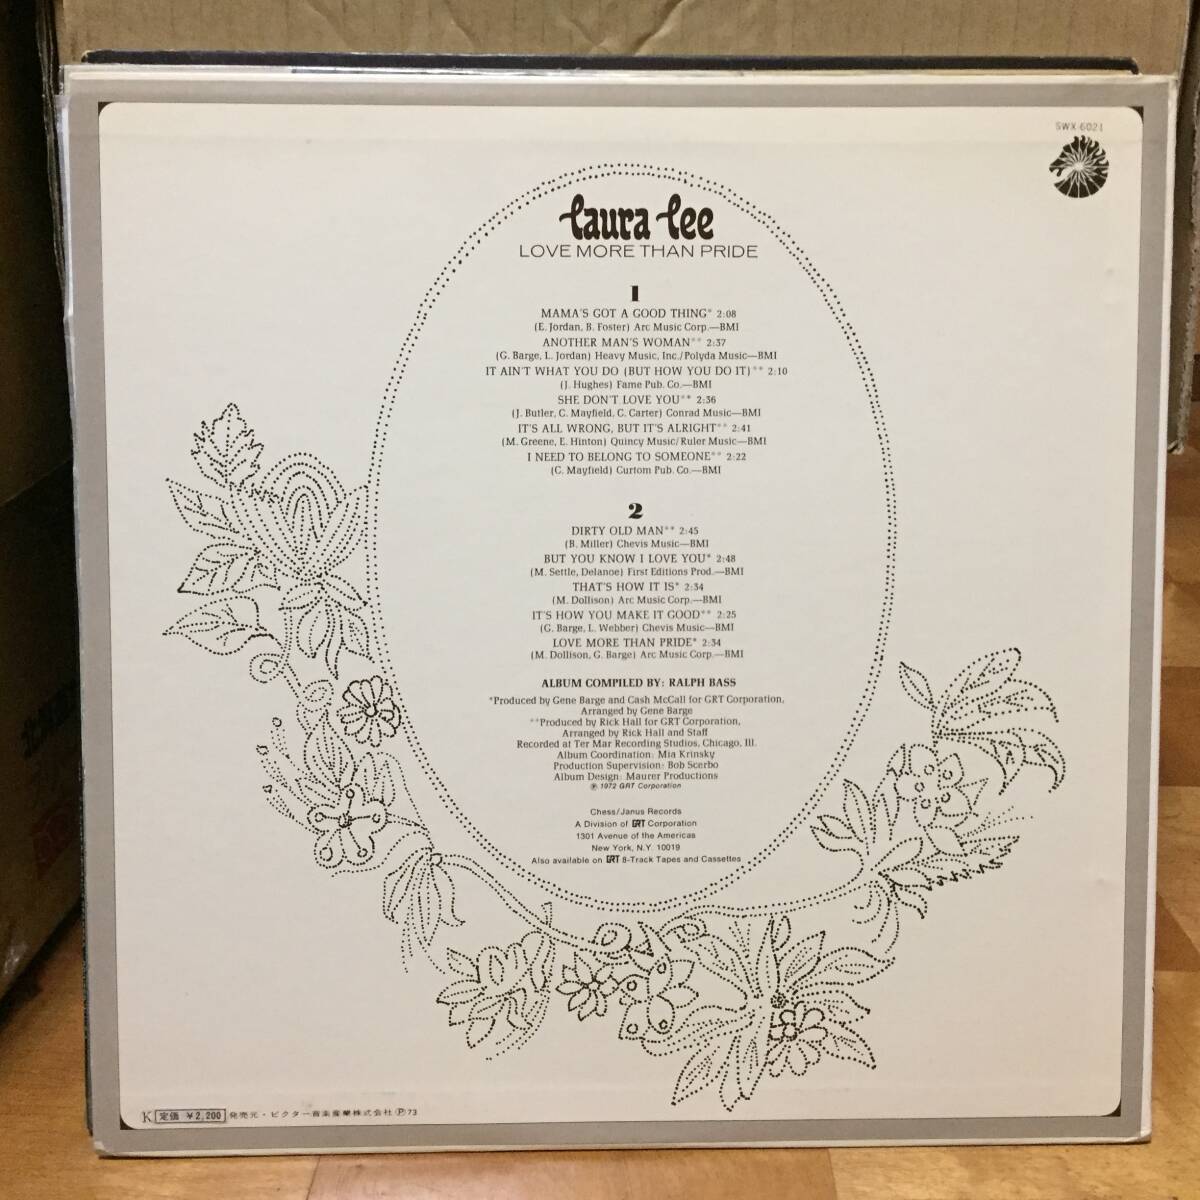 SWX-6021
laura lee
LOVE MORE THAN PRIDE
1
MAMA'S GOT A GOOD THING* 2:08
(E. Jordan, B. Foster) Arc Music Corp.—BMI
ANOTHER MAN'S WOMAN** 2:37
(G. Barge, L. Jordan) Heavy Music, Inc./Polyda Music—BMI
IT AIN'T WHAT YOU DO (BUT HOW YOU DO IT)** 2:10
(J. Hughes) Fame Pub. Co.—BMI
SHE DON'T LOVE YOU** 2:36
(J. Butler, C. Mayfield, C. Carter) Conrad Music—BMI
IT'S ALL WRONG, BUT IT'S ALRIGHT** 2:41
(M. Greene, E. Hinton) Quincy Music/Ruler Music—BMI
I NEED TO BELONG TO SOMEONE** 2:22
(C. Mayfield) Curtom Pub. Co.—BMI
2
DIRTY OLD MAN** 2:45
(B. Miller) Chevis Music—BMI
BUT YOU KNOW I LOVE YOU* 2:48
(M. Settle, Delanoe) First Editions Prod.—BMI
THAT'S HOW IT IS* 2:34
(M. Dollison) Arc Music Corp.—BMI
IT'S HOW YOU MAKE IT GOOD** 2:25
(G. Barge, L. Webber) Chevis Music—BMI
LOVE MORE THAN PRIDE* 2:34
(M. Dollison, G. Barge) Arc Music Corp.—BMI
ALBUM COMPILED BY: RALPH BASS
*Produced by Gene Barge and Cash McCall for GRT Corporation,
Arranged by Gene Barge
**Produced by Rick Hall for GRT Corporation,
Arranged by Rick Hall and Staff
Recorded at Ter Mar Recording Studios, Chicago, Ill.
Album Coordination: Mia Krinsky
Production Supervision: Bob Scerbo
Album Design: Maurer Productions
℗ 1972 GRT Corporation
Chess/Janus Records
A Division of GRT Corporation
1301 Avenue of the Americas
New York, N.Y. 10019
Also available on GRT 8-Track Tapes and Cassettes
K 定価 ¥2,200 発売元・ビクター音楽産業株式会社 ℗73